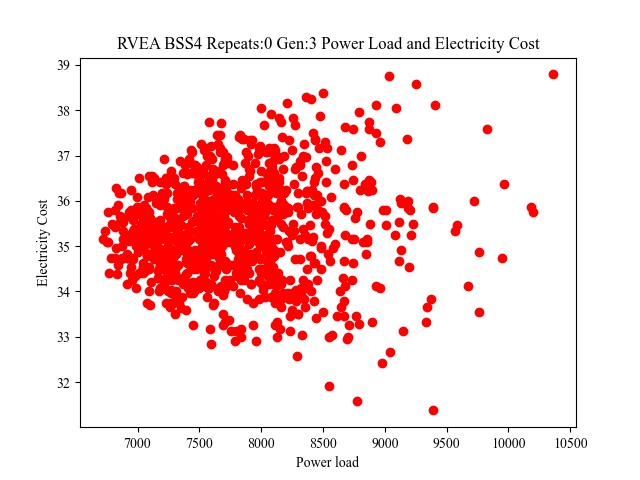 RVEA BSS4 Repeats:0 Gen:3 Power Load and Electricity Cost
39
38
37
36
35
34
33
32
Electricity Cost
7000 7500 8000 8500 9000 9500 10000 10500
Power load